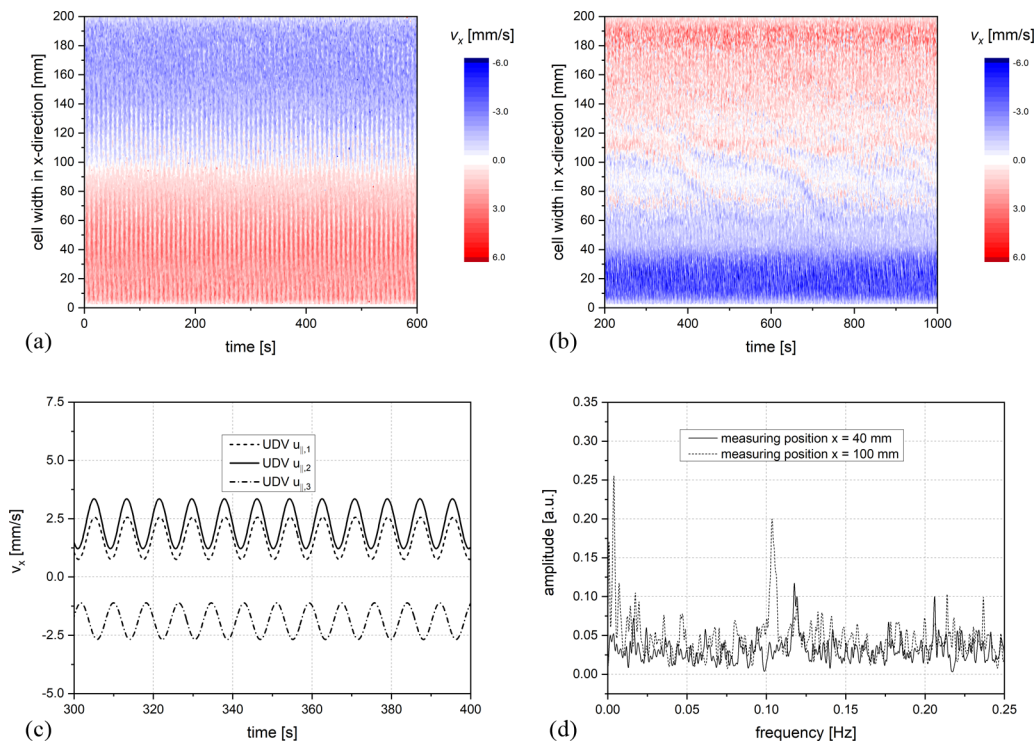 200
180
160
140
120
100
80
60
40
20
0
cell width in x-direction [mm]
0 200 400 600
time [s]
vₓ [mm/s]
-6.0
-3.0
0.0
3.0
6.0
(a)
200
180
160
140
120
100
80
60
40
20
0
cell width in x-direction [mm]
200 400 600 800 1000
time [s]
vₓ [mm/s]
-6.0
-3.0
0.0
3.0
6.0
(b)
7.5
5.0
2.5
0.0
-2.5
-5.0
vₓ [mm/s]
UDV u||,1
UDV u||,2
UDV u||,3
300 320 340 360 380 400
time [s]
(c)
0.35
0.30
0.25
0.20
0.15
0.10
0.05
0.00
amplitude [a.u.]
measuring position x = 40 mm
measuring position x = 100 mm
0.00 0.05 0.10 0.15 0.20 0.25
frequency [Hz]
(d)